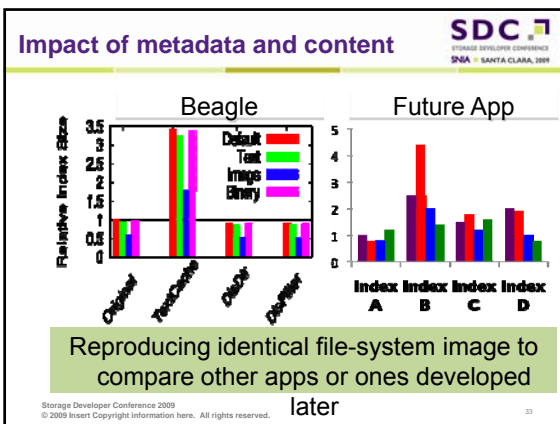 Impact of metadata and content
SDC
STORAGE DEVELOPER CONFERENCE
SNIA SANTA CLARA, 2009
Beagle
Future App
Relative Index Size
3.5
3
2.5
2
1.5
1
0.5
0
Default
Text
Image
Binary
Original
TextCache
DisDir
DisFilter
5
4
3
2
1
0
Index A
Index B
Index C
Index D
Reproducing identical file-system image to
compare other apps or ones developed
later
Storage Developer Conference 2009
© 2009 Insert Copyright information here. All rights reserved.
33